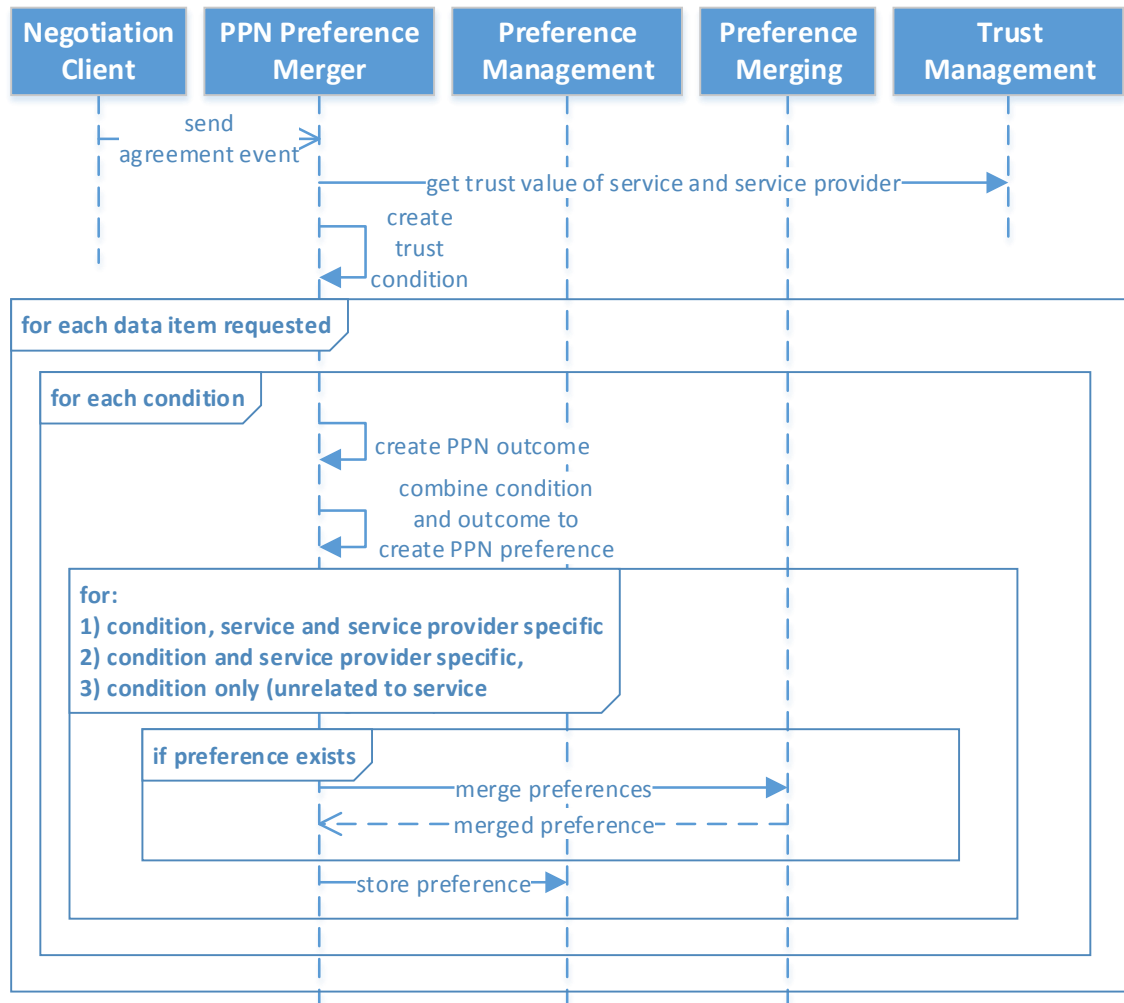 Negotiation
Client
PPN Preference
Merger
Preference
Management
Preference
Merging
Trust
Management
send
agreement event
get trust value of service and service provider
create
trust
condition
for each data item requested
for each condition
create PPN outcome
combine condition
and outcome to
create PPN preference
for:
1) condition, service and service provider specific
2) condition and service provider specific,
3) condition only (unrelated to service
if preference exists
merge preferences
merged preference
store preference